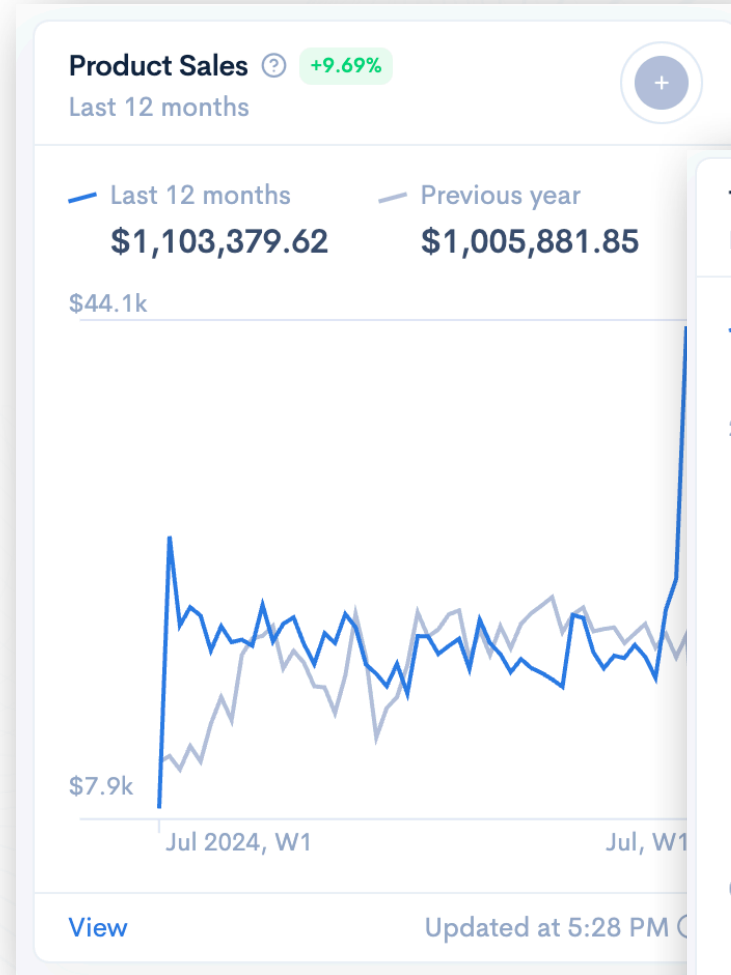 Product Sales ? +9.69%
Last 12 months
+
Last 12 months Previous year
$1,103,379.62 $1,005,881.85
$44.1k
$7.9k
Jul 2024, W1 Jul, W1
View Updated at 5:28 PM